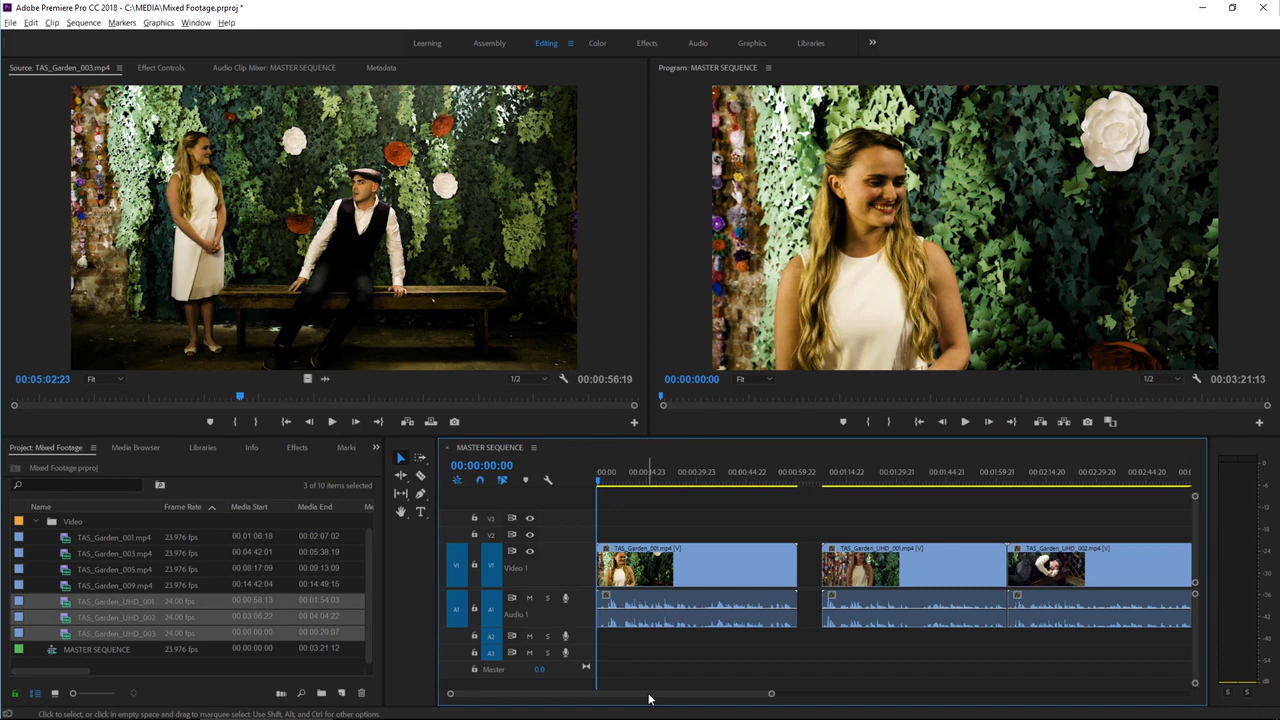 Adobe Premiere Pro CC 2018 - C:\MEDIA\Mixed Footage.prproj *
File Edit Clip Sequence Markers Graphics Window Help
Learning Assembly Editing Color Effects Audio Graphics Libraries
Source: TAS_Garden_003.mp4 Effect Controls Audio Clip Mixer: MASTER SEQUENCE Metadata
Program: MASTER SEQUENCE
00:05:02:23 Fit 1/2 00:00:56:19
00:00:00:00 Fit 1/2 00:03:21:13
Project: Mixed Footage Media Browser Libraries Info Effects Marki
Mixed Footage.prproj
3 of 10 items selected
Name Frame Rate Media Start Media End Me
Video
TAS_Garden_001.mp4 23.976 fps 00:01:06:18 00:02:07:02
TAS_Garden_003.mp4 23.976 fps 00:04:42:01 00:05:38:19
TAS_Garden_005.mp4 23.976 fps 00:08:17:09 00:09:13:09
TAS_Garden_009.mp4 23.976 fps 00:14:42:04 00:14:49:15
TAS_Garden_UHD_001 24.00 fps 00:00:58:13 00:01:54:03
TAS_Garden_UHD_002 24.00 fps 00:03:06:22 00:04:04:22
TAS_Garden_UHD_003 24.00 fps 00:00:00:00 00:00:20:07
MASTER SEQUENCE 23.976 fps 00:00:00:00 00:03:21:12
MASTER SEQUENCE
00:00:00:00
:00:00 00:00:14:23 00:00:29:23 00:00:44:22 00:00:59:22 00:01:14:22 00:01:29:21 00:01:44:21 00:01:59:21 00:02:14:20 00:02:29:20 00:02:44:20 00:0
V3
V2
V1 V1 Video 1
TAS_Garden_001.mp4 [V] TAS_Garden_UHD_001.mp4 [V] TAS_Garden_UHD_002.mp4 [V]
A1 A1 M S Audio 1
A2 M S
A3 M S
Master 0.0
0
-6
-12
-18
-24
-30
-36
-42
-48
-54
dB
S S
Click to select, or click in empty space and drag to marquee select. Use Shift, Alt, and Ctrl for other options.